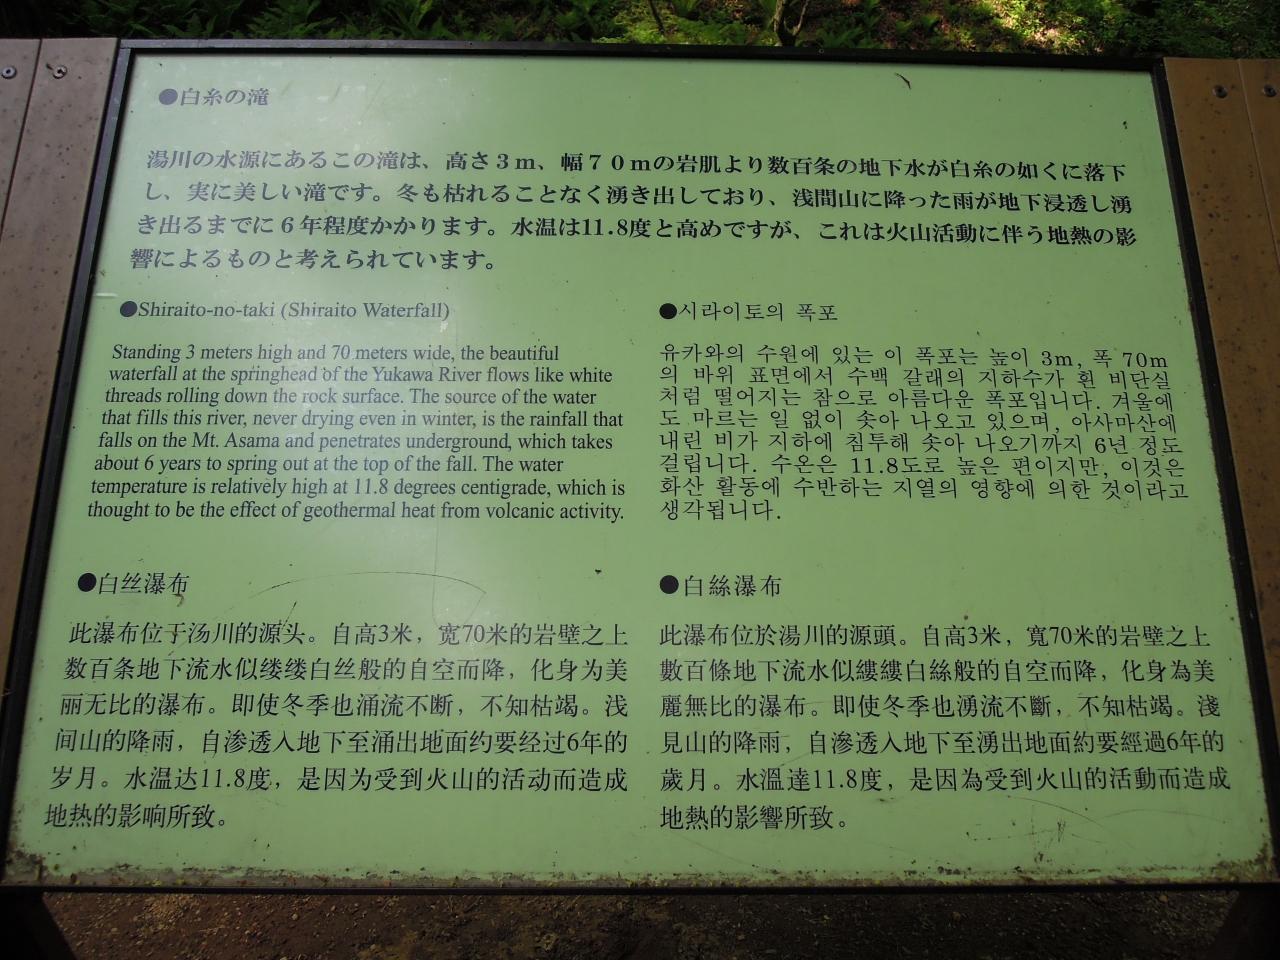 ●白糸の滝
湯川の水源にあるこの滝は、高さ３ｍ、幅７０ｍの岩肌より数百条の地下水が白糸の如くに落下
し、実に美しい滝です。冬も枯れることなく湧き出しており、浅間山に降った雨が地下浸透し湧
き出るまでに６年程度かかります。水温は11.8度と高めですが、これは火山活動に伴う地熱の影
響によるものと考えられています。
●Shiraito-no-taki (Shiraito Waterfall)
Standing 3 meters high and 70 meters wide, the beautiful
waterfall at the springhead of the Yukawa River flows like white
threads rolling down the rock surface. The source of the water
that fills this river, never drying even in winter, is the rainfall that
falls on the Mt. Asama and penetrates underground, which takes
about 6 years to spring out at the top of the fall. The water
temperature is relatively high at 11.8 degrees centigrade, which is
thought to be the effect of geothermal heat from volcanic activity.
●시라이토의 폭포
유카와의 수원에 있는 이 폭포는 높이 3m, 폭 70m
의 바위 표면에서 수백 갈래의 지하수가 흰 비단실
처럼 떨어지는 참으로 아름다운 폭포입니다. 겨울에
도 마르는 일 없이 솟아 나오고 있으며, 아사마산에
내린 비가 지하에 침투해 솟아 나오기까지 6년 정도
걸립니다. 수온은 11.8도로 높은 편이지만, 이것은
화산 활동에 수반하는 지열의 영향에 의한 것이라고
생각됩니다.
●白丝瀑布
此瀑布位于汤川的源头。自高3米，宽70米的岩壁之上
数百条地下流水似缕缕白丝般的自空而降，化身为美
丽无比的瀑布。即使冬季也涌流不断，不知枯竭。浅
间山的降雨，自渗透入地下至涌出地面约要经过6年的
岁月。水温达11.8度，是因为受到火山的活动而造成
地热的影响所致。
●白絲瀑布
此瀑布位於湯川的源頭。自高3米，寬70米的岩壁之上
數百條地下流水似縷縷白絲般的自空而降，化身為美
麗無比的瀑布。即使冬季也湧流不斷，不知枯竭。淺
見山的降雨，自滲透入地下至湧出地面約要經過6年的
歲月。水溫達11.8度，是因為受到火山的活動而造成
地熱的影響所致。